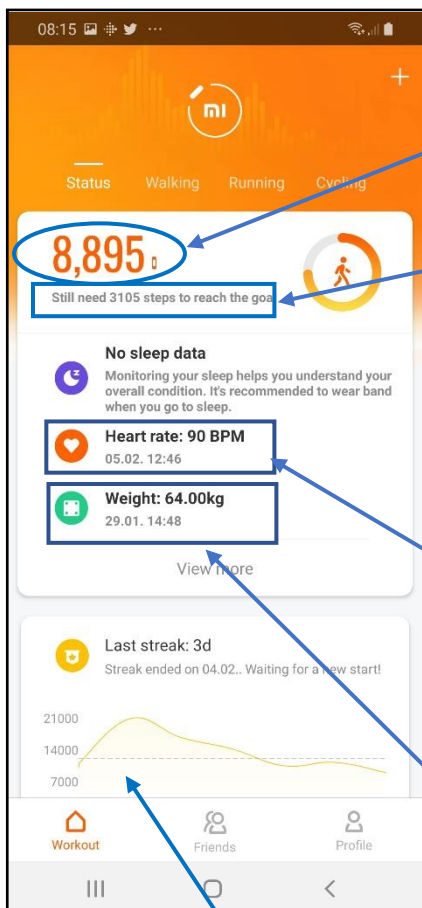 08:15
mi
Status Walking Running Cycling
8,895
Still need 3105 steps to reach the goal
No sleep data
Monitoring your sleep helps you understand your
overall condition. It's recommended to wear band
when you go to sleep.
Heart rate: 90 BPM
05.02. 12:46
Weight: 64.00kg
29.01. 14:48
View more
Last streak: 3d
Streak ended on 04.02.. Waiting for a new start!
21000
14000
7000
Workout Friends Profile